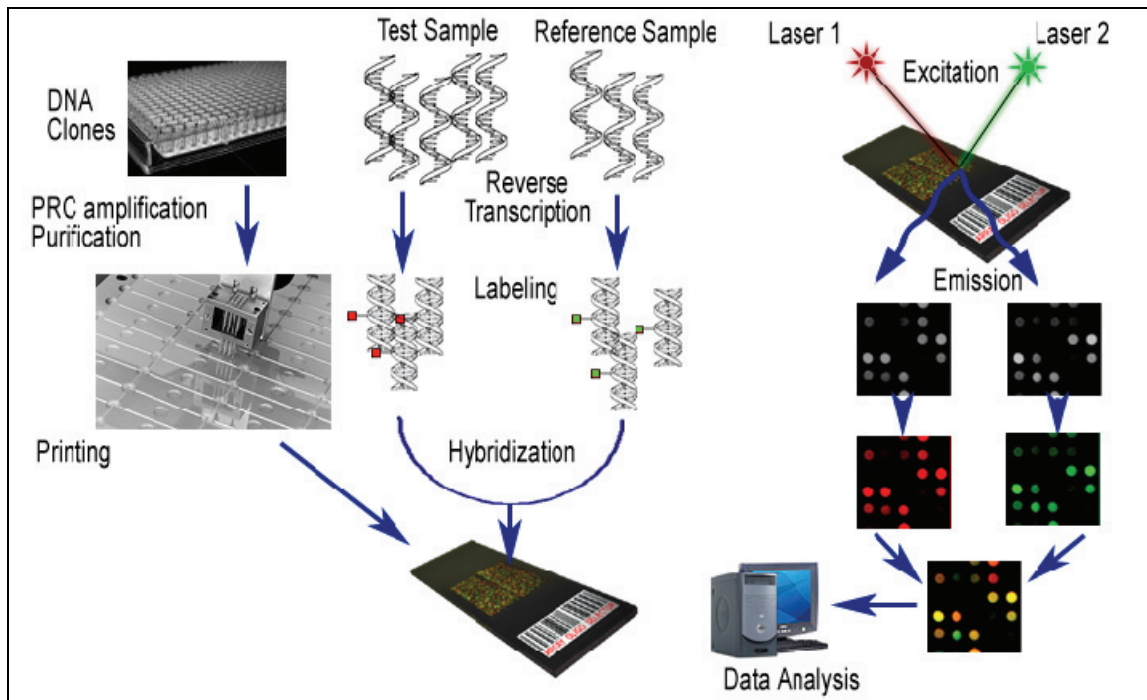 DNA
Clones
PRC amplification
Purification
Printing
Test Sample
Reference Sample
Reverse
Transcription
Labeling
Hybridization
Laser 1
Laser 2
Excitation
Emission
Data Analysis